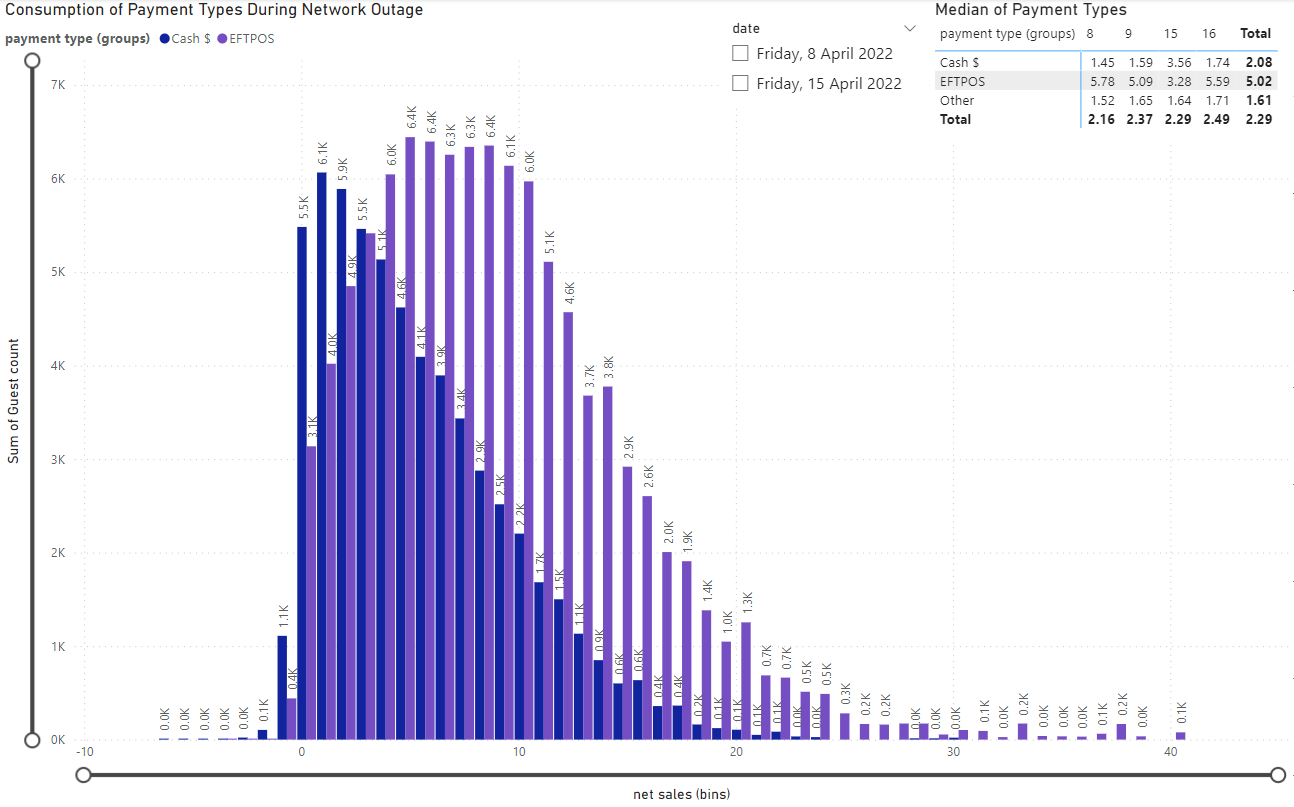 Consumption of Payment Types During Network Outage
payment type (groups) Cash $ EFTPOS
date
Friday, 8 April 2022
Friday, 15 April 2022
Median of Payment Types
payment type (groups) 8 9 15 16 Total
Cash $ 1.45 1.59 3.56 1.74 2.08
EFTPOS 5.78 5.09 3.28 5.59 5.02
Other 1.52 1.65 1.64 1.71 1.61
Total 2.16 2.37 2.29 2.49 2.29
Sum of Guest count
7K
6K
5K
4K
3K
2K
1K
0K
0.0K 0.0K 0.0K 0.0K 0.0K 0.1K 1.1K 0.4K 5.5K 3.1K 6.1K 4.0K 5.9K 4.9K 5.5K 5.1K 6.0K 4.6K 6.4K 4.1K 6.4K 3.9K 6.3K 3.4K 6.3K 2.9K 6.4K 2.5K 6.1K 2.2K 6.0K 1.7K 5.1K 1.5K 4.6K 1.1K 3.7K 0.9K 3.8K 0.6K 2.9K 0.6K 2.6K 0.4K 2.0K 0.4K 1.9K 0.2K 1.4K 0.1K 1.0K 0.1K 1.3K 0.1K 0.7K 0.1K 0.7K 0.0K 0.5K 0.0K 0.5K 0.3K 0.2K 0.2K 0.0K 0.0K 0.0K 0.1K 0.0K 0.2K 0.0K 0.0K 0.0K 0.1K 0.2K 0.0K 0.1K
-10 0 10 20 30 40
net sales (bins)